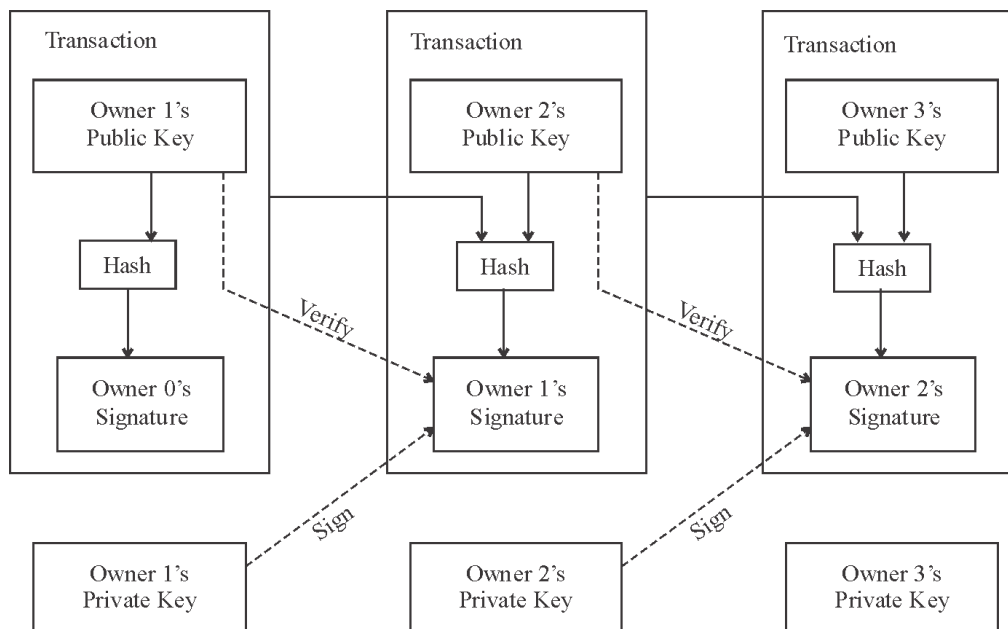 Transaction
Owner 1’s
Public Key
Hash
Owner 0’s
Signature
Transaction
Owner 2’s
Public Key
Hash
Verify
Owner 1’s
Signature
Transaction
Owner 3’s
Public Key
Hash
Verify
Owner 2’s
Signature
Owner 1’s
Private Key
Sign
Owner 2’s
Private Key
Sign
Owner 3’s
Private Key